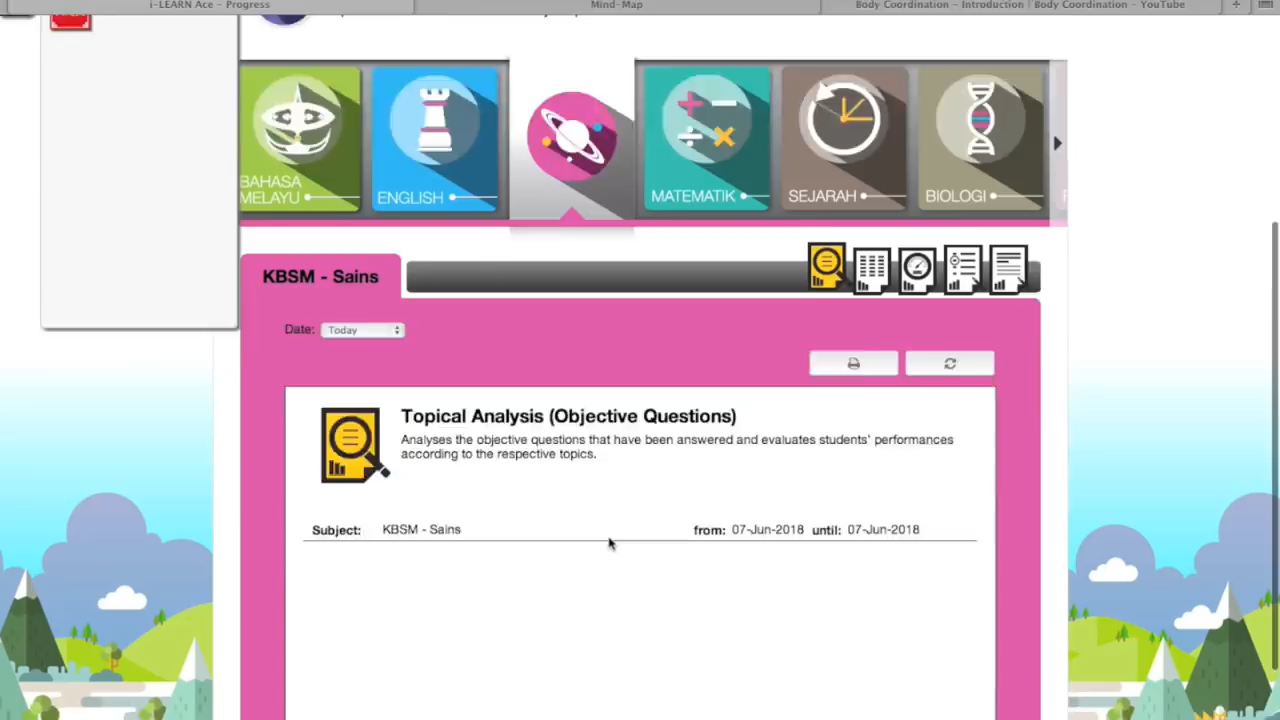 i-LEARN Ace - Progress
Mind-Map
Body Coordination - Introduction | Body Coordination - YouTube
BAHASA
MELAYU
ENGLISH
MATEMATIK
SEJARAH
BIOLOGI
KBSM - Sains
Date: Today
Topical Analysis (Objective Questions)
Analyses the objective questions that have been answered and evaluates students' performances
according to the respective topics.
Subject: KBSM - Sains from: 07-Jun-2018 until: 07-Jun-2018